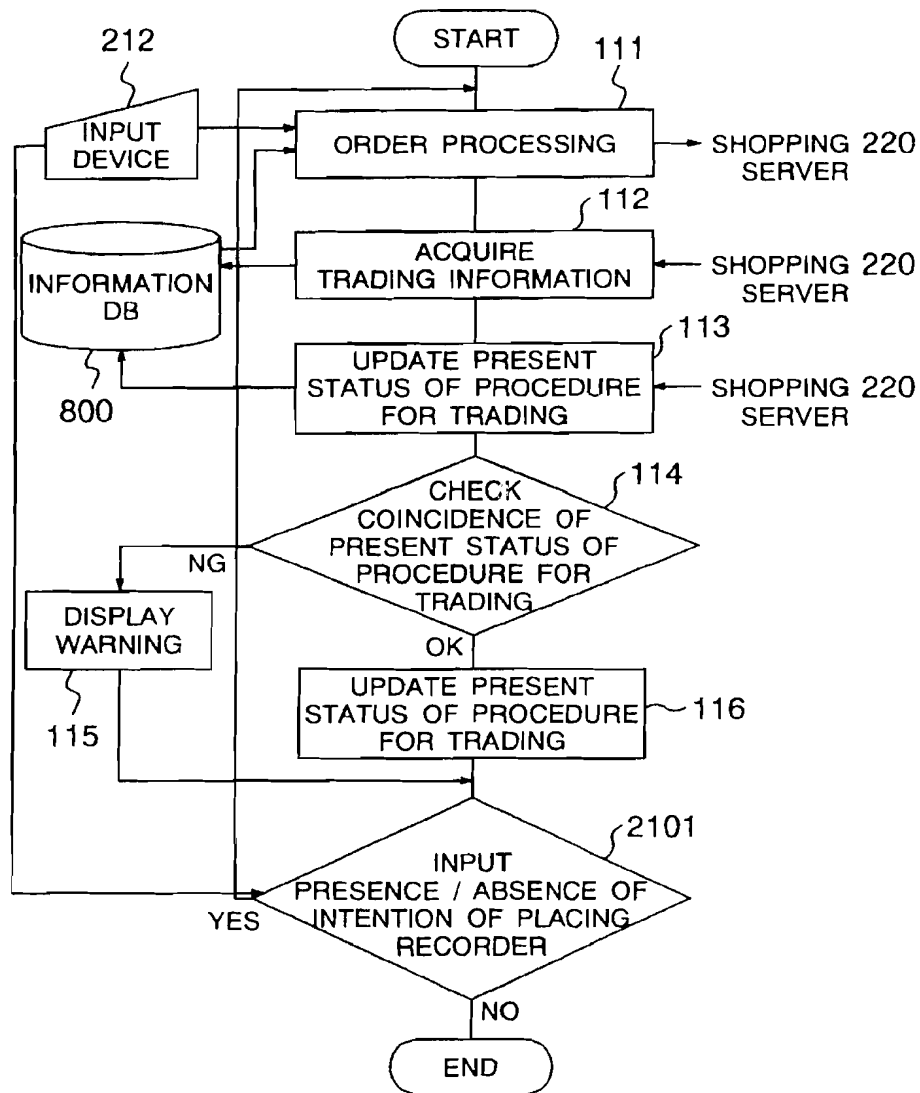 START
212
111
INPUT
DEVICE
ORDER PROCESSING
SHOPPING 220
SERVER
112
INFORMATION
DB
ACQUIRE
TRADING INFORMATION
SHOPPING 220
SERVER
113
800
UPDATE PRESENT
STATUS OF PROCEDURE
FOR TRADING
SHOPPING 220
SERVER
114
CHECK
COINCIDENCE OF
PRESENT STATUS OF
PROCEDURE FOR
TRADING
NG
OK
DISPLAY
WARNING
115
UPDATE PRESENT
STATUS OF PROCEDURE
FOR TRADING
116
2101
INPUT
PRESENCE / ABSENCE OF
INTENTION OF PLACING
RECORDER
YES
NO
END